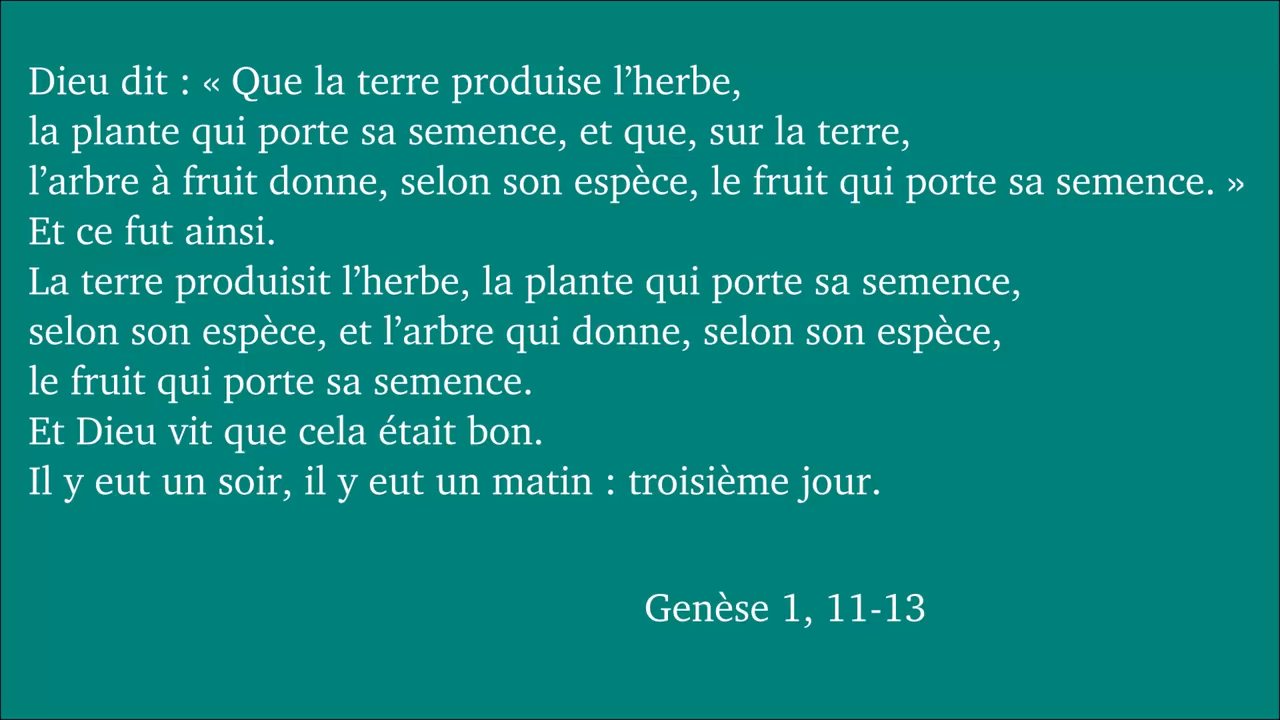 Dieu dit : « Que la terre produise l’herbe,
la plante qui porte sa semence, et que, sur la terre,
l’arbre à fruit donne, selon son espèce, le fruit qui porte sa semence. »
Et ce fut ainsi.
La terre produisit l’herbe, la plante qui porte sa semence,
selon son espèce, et l’arbre qui donne, selon son espèce,
le fruit qui porte sa semence.
Et Dieu vit que cela était bon.
Il y eut un soir, il y eut un matin : troisième jour.
Genèse 1, 11-13